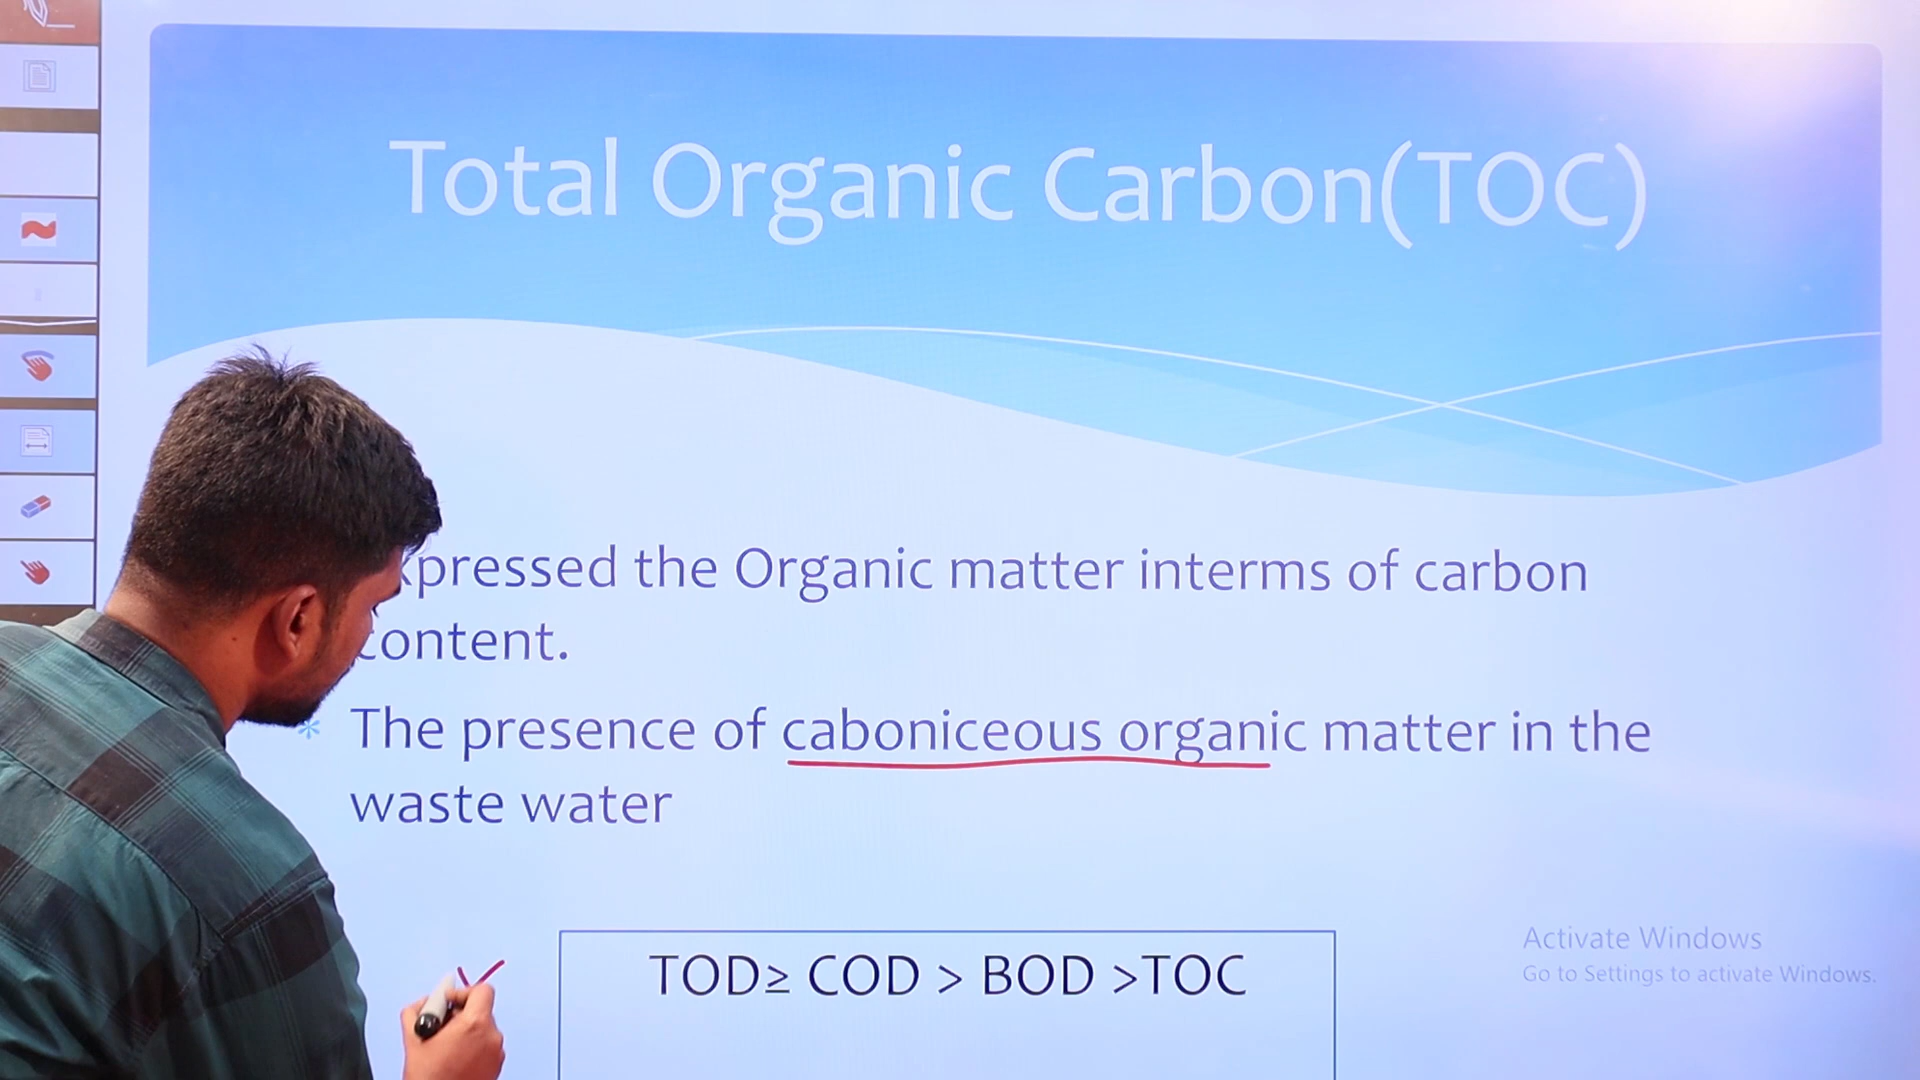 Total Organic Carbon(TOC)
xpressed the Organic matter interms of carbon
content.
* The presence of caboniceous organic matter in the
waste water
TOD≥ COD > BOD >TOC
Activate Windows
Go to Settings to activate Windows.